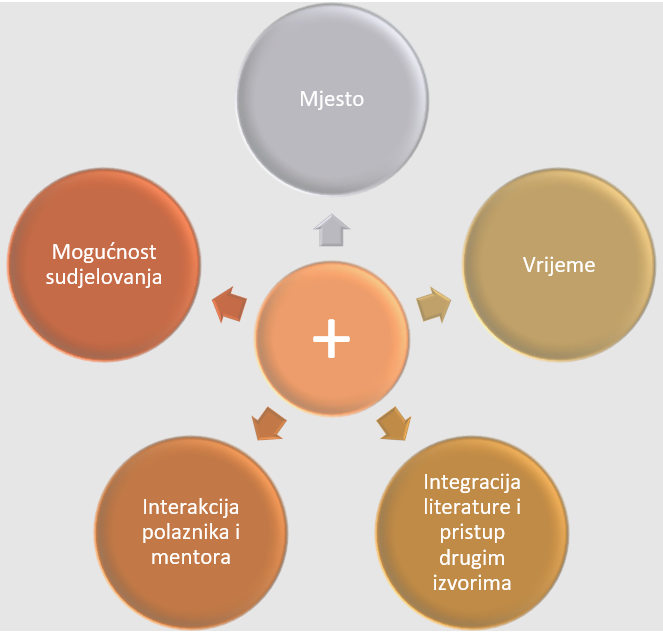 Mjesto
Vrijeme
Integracija
literature i
pristup
drugim
izvorima
Interakcija
polaznika i
mentora
Mogućnost
sudjelovanja
+